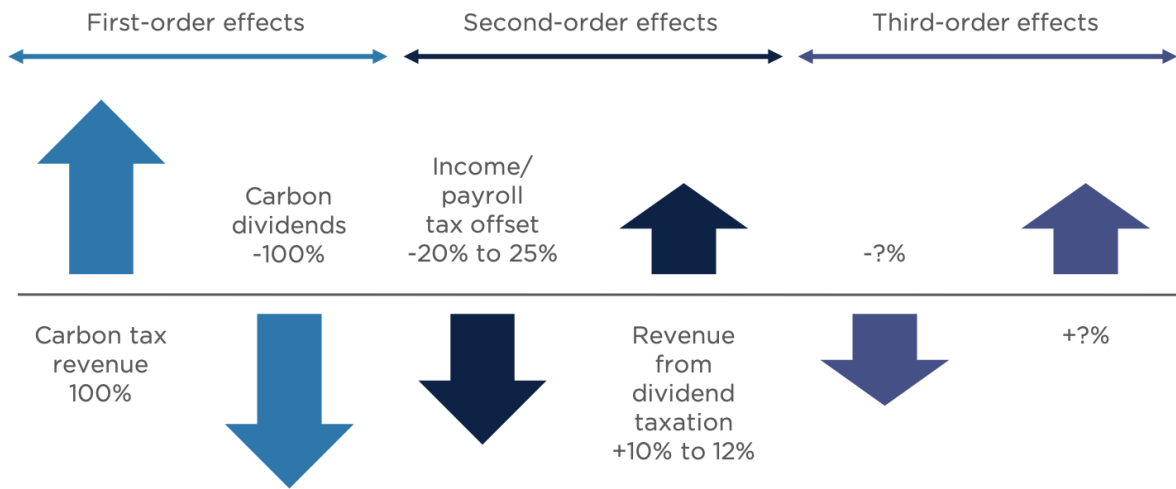 First-order effects
Second-order effects
Third-order effects
Carbon tax
revenue
100%
Carbon
dividends
-100%
Income/
payroll
tax offset
-20% to 25%
Revenue
from
dividend
taxation
+10% to 12%
-?%
+?%